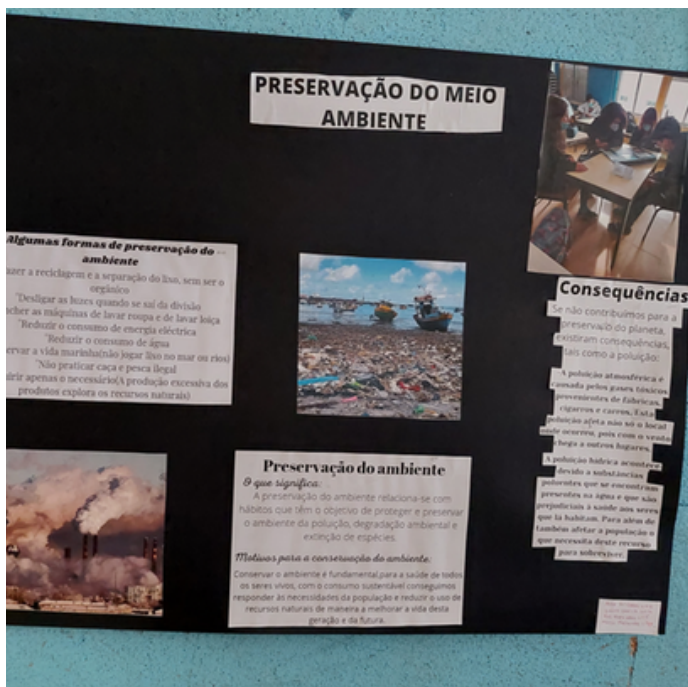 PRESERVAÇÃO DO MEIO
AMBIENTE
Algumas formas de preservação do
ambiente
azer a reciclagem e a separação do lixo, sem ser o
orgânico
*Desligar as luzes quando se sai da divisão
ncher as máquinas de lavar roupa e de lavar loiça
*Reduzir o consumo de energia eléctrica
*Reduzir o consumo de água
ervar a vida marinha(não jogar lixo no mar ou rios)
*Não praticar caça e pesca ilegal
uirir apenas o necessário(A produção excessiva dos
produtos explora os recursos naturais)
Preservação do ambiente
O que significa:
A preservação do ambiente relaciona-se com
hábitos que têm o objetivo de proteger e preservar
o ambiente da poluição, degradação ambiental e
extinção de espécies.
Motivos para a conservação do ambiente:
Conservar o ambiente é fundamental,para a saúde de todos
os seres vivos, com o consumo sustentável conseguimos
responder às necessidades da população e reduzir o uso de
recursos naturais de maneira a melhorar a vida desta
geração e da futura.
Consequências
Se não contribuímos para a
preservação do planeta,
existiram consequências,
tais como a poluição:
A poluição atmosférica é
causada pelos gases tóxicos
provenientes de fábricas,
cigarros e carros. Esta
poluição afeta não só o local
onde ocorreu, pois com o vento
chega a outros lugares.
A poluição hídrica acontece
devido a substâncias
poluentes que se encontram
presentes na água e que são
prejudiciais à saúde aos seres
que lá habitam. Para além de
também afetar a população q
que necessita deste recurso
para sobreviver.